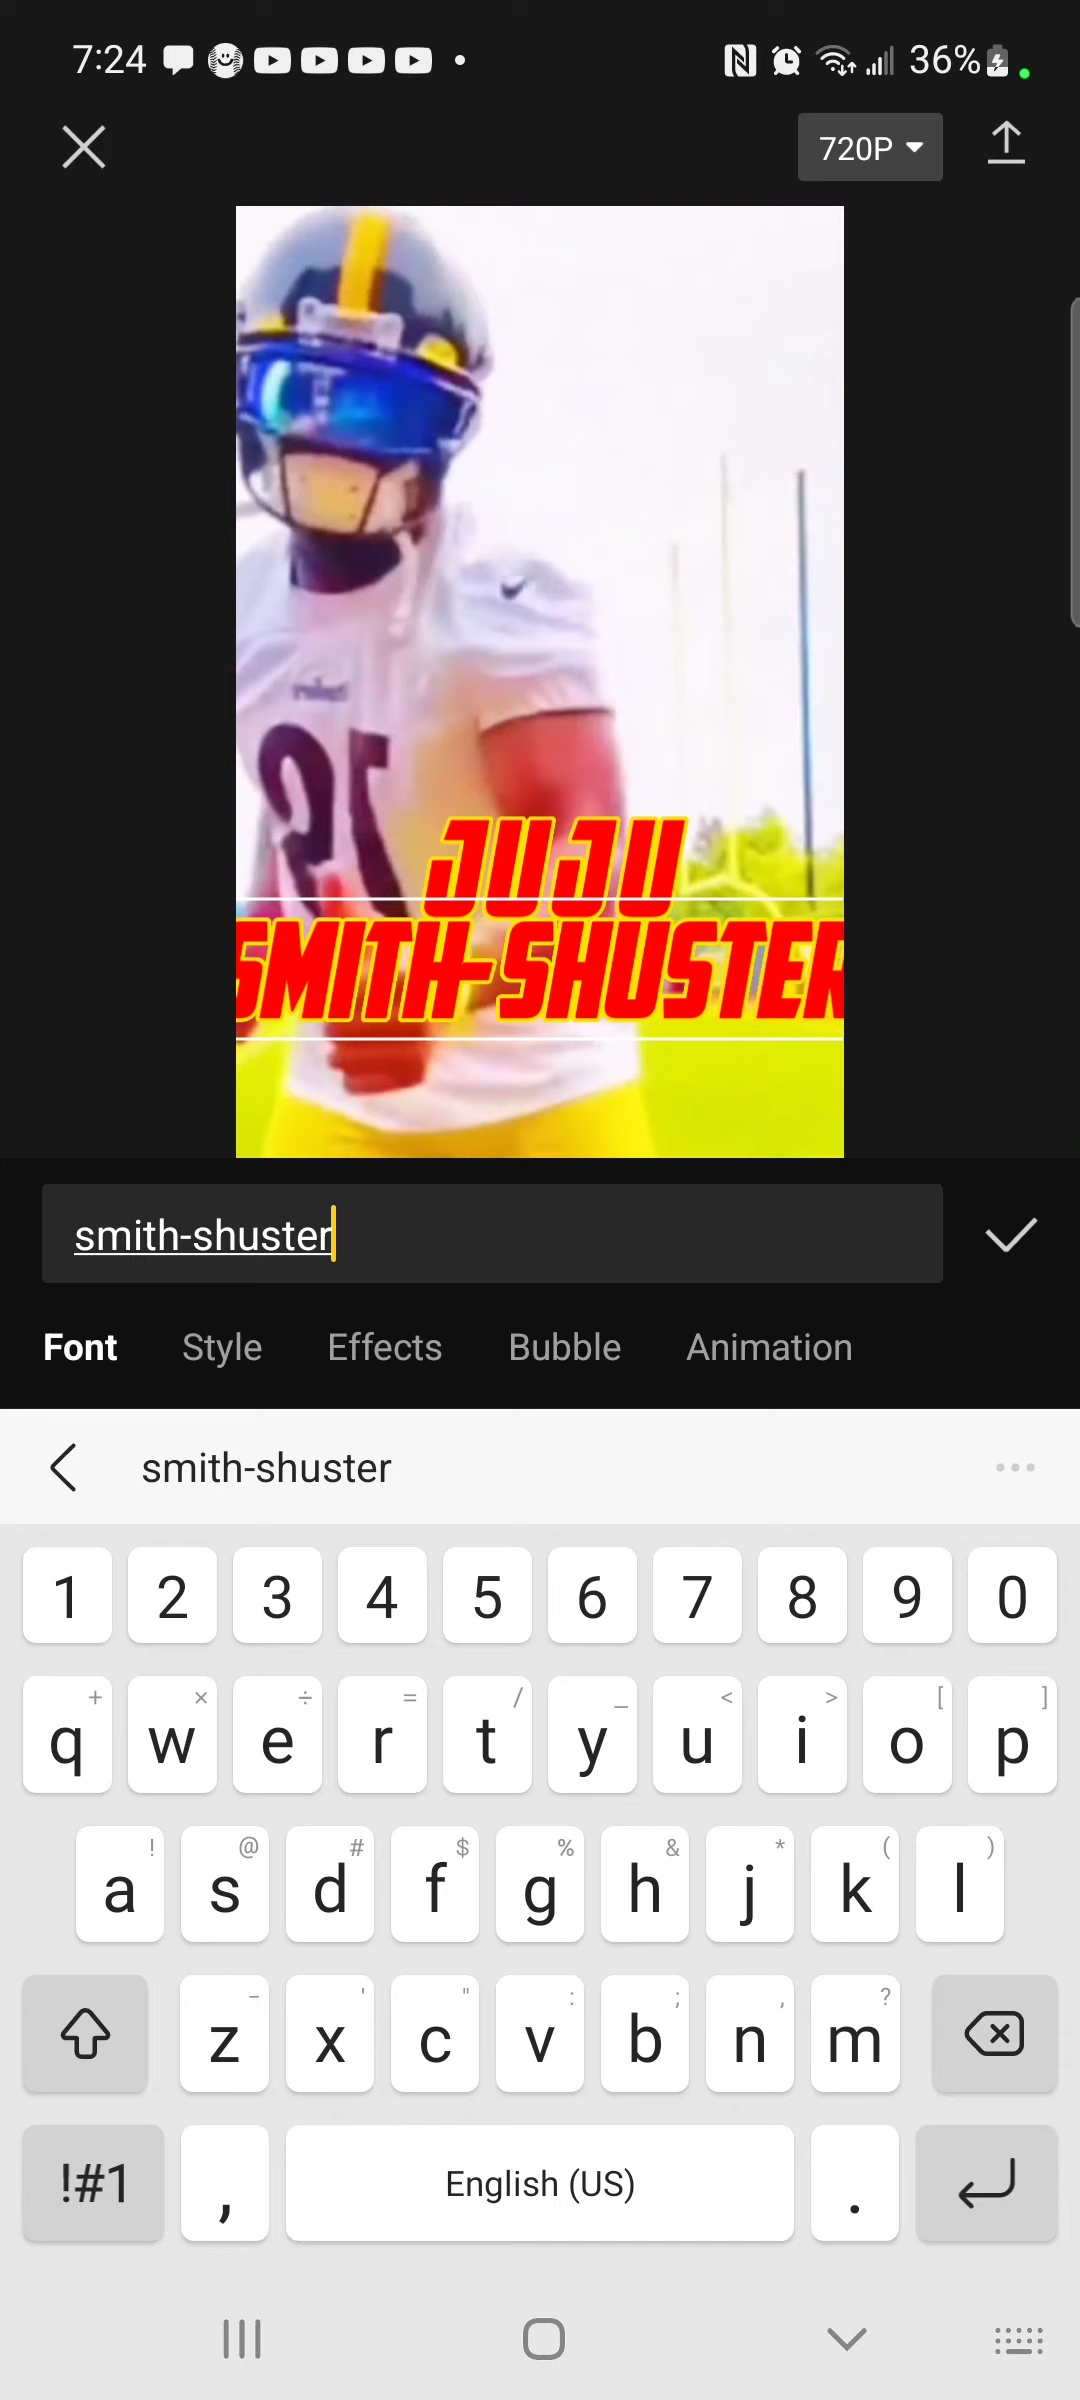 7:24
36%
720P
JUJU
SMITH-SHUSTER
smith-shuster
Font Style Effects Bubble Animation
smith-shuster
1 2 3 4 5 6 7 8 9 0
+ × ÷ = / _ < > [ ]
q w e r t y u i o p
! @ # $ % & * ( )
a s d f g h j k l
- ' " : ; , ?
z x c v b n m
!#1 , English (US) .